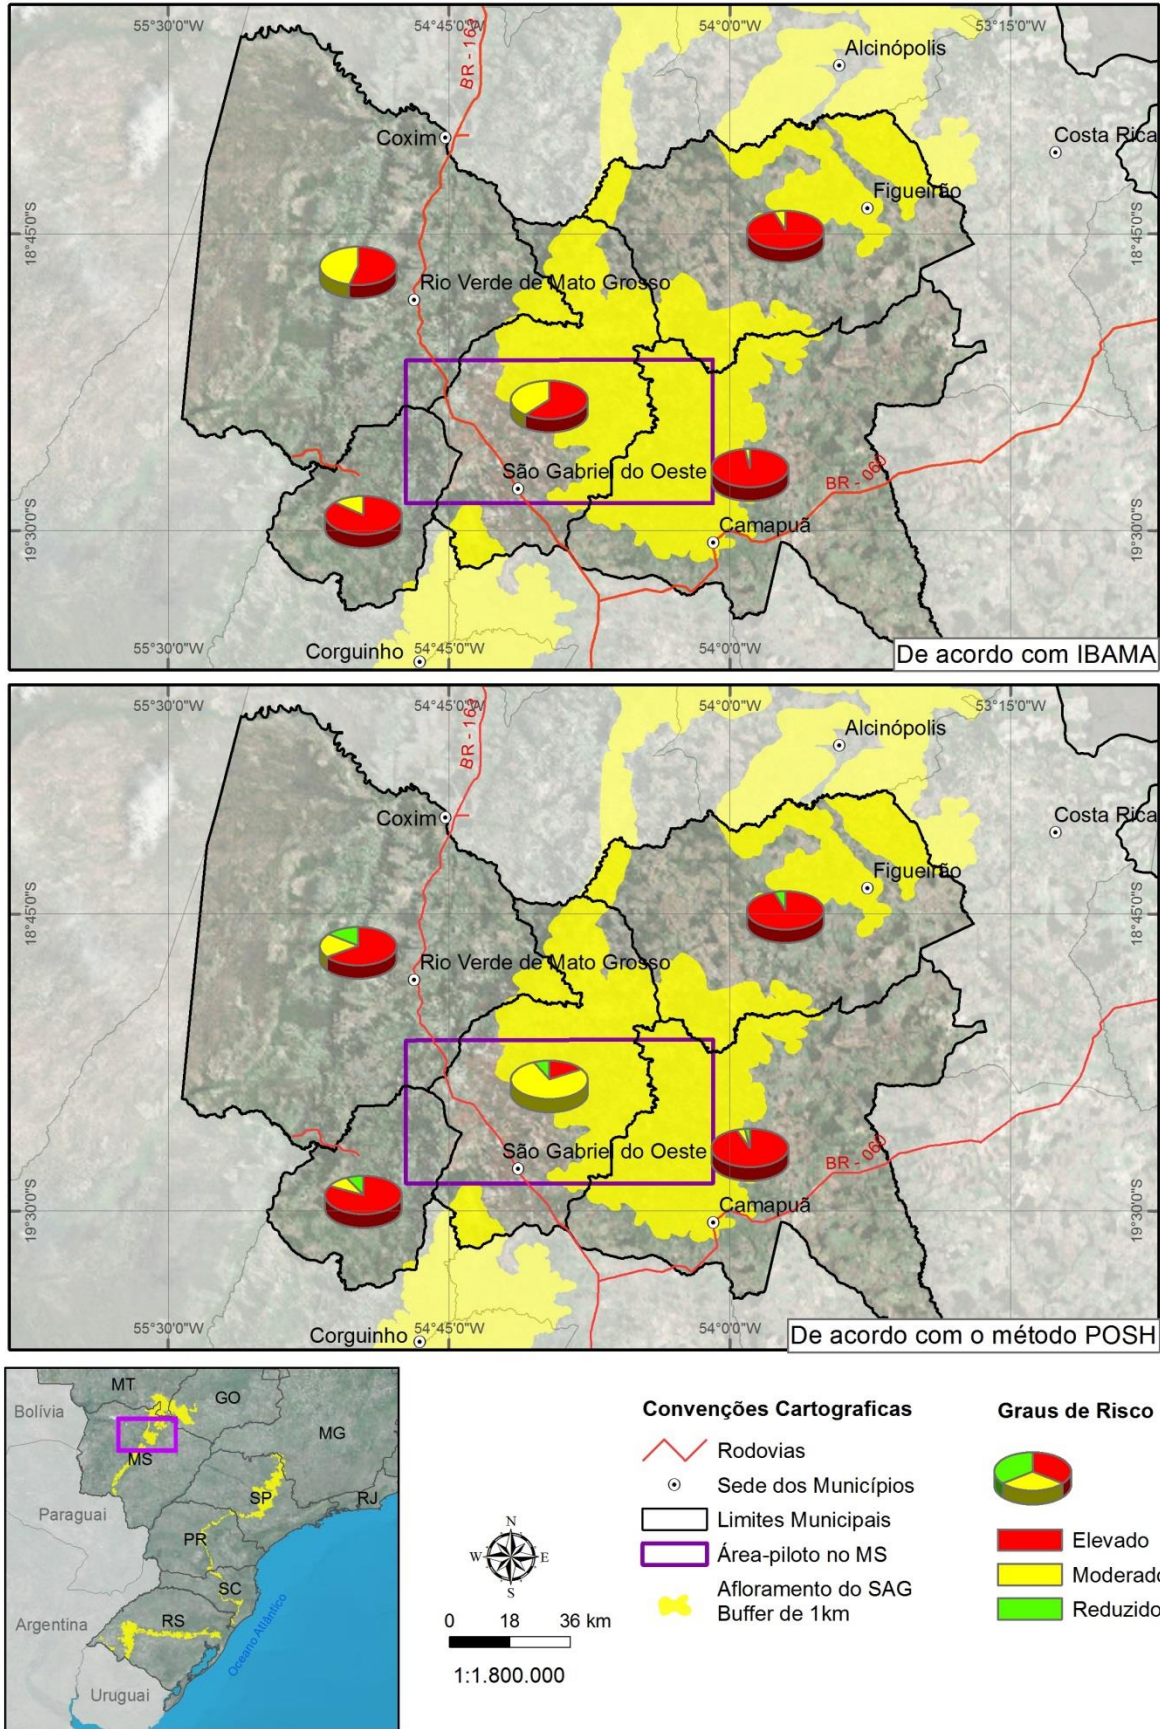 55°30'0"W
54°45'0"W
54°0'0"W
53°15'0"W
BR - 163
Alcinópolis
Coxim
Costa Rica
Figueirão
18°45'0"S
18°45'0"S
Rio Verde de Mato Grosso
São Gabriel do Oeste
BR - 060
Camapuã
19°30'0"S
19°30'0"S
Corguinho
55°30'0"W
54°45'0"W
54°0'0"W
De acordo com IBAMA
55°30'0"W
54°45'0"W
54°0'0"W
53°15'0"W
BR - 163
Alcinópolis
Coxim
Costa Rica
Figueirão
18°45'0"S
18°45'0"S
Rio Verde de Mato Grosso
São Gabriel do Oeste
BR - 060
Camapuã
19°30'0"S
19°30'0"S
Corguinho
55°30'0"W
54°45'0"W
54°0'0"W
De acordo com o método POSH
MT
GO
Bolívia
MG
MS
SP
RJ
Paraguai
PR
SC
Argentina
RS
Oceano Atlântico
Uruguai
N
W
E
S
0 18 36 km
1:1.800.000
Convenções Cartograficas
Rodovias
Sede dos Municípios
Limites Municipais
Área-piloto no MS
Afloramento do SAG
Buffer de 1km
Graus de Risco
Elevado
Moderado
Reduzido